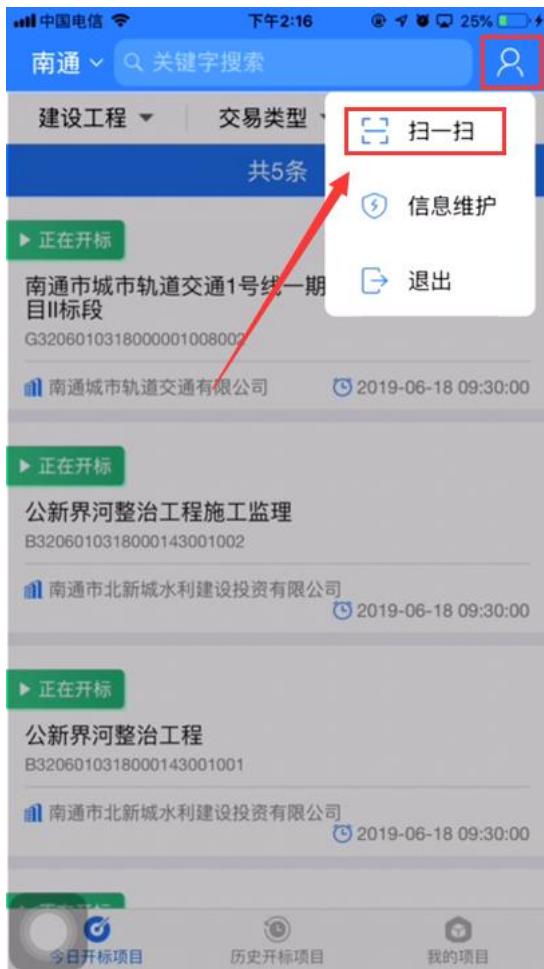 中国电信 下午2:16 25%
南通 关键字搜索
建设工程 交易类型
扫一扫
信息维护
退出
共5条
正在开标
南通市城市轨道交通1号线一期
目II标段
G3206010318000001008002
南通城市轨道交通有限公司 2019-06-18 09:30:00
正在开标
公新界河整治工程施工监理
B3206010318000143001002
南通市北新城水利建设投资有限公司
2019-06-18 09:30:00
正在开标
公新界河整治工程
B3206010318000143001001
南通市北新城水利建设投资有限公司
2019-06-18 09:30:00
今日开标项目 历史开标项目 我的项目